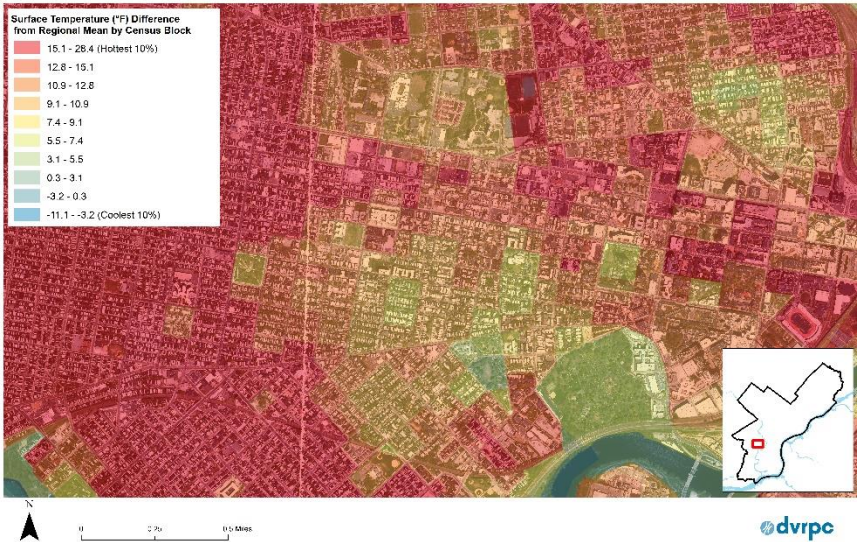 Surface Temperature (°F) Difference
from Regional Mean by Census Block
15.1 - 28.4 (Hottest 10%)
12.8 - 15.1
10.9 - 12.8
9.1 - 10.9
7.4 - 9.1
5.5 - 7.4
3.1 - 5.5
0.3 - 3.1
-3.2 - 0.3
-11.1 - -3.2 (Coolest 10%)
N
0 0.25 0.5 Miles
dvrpc